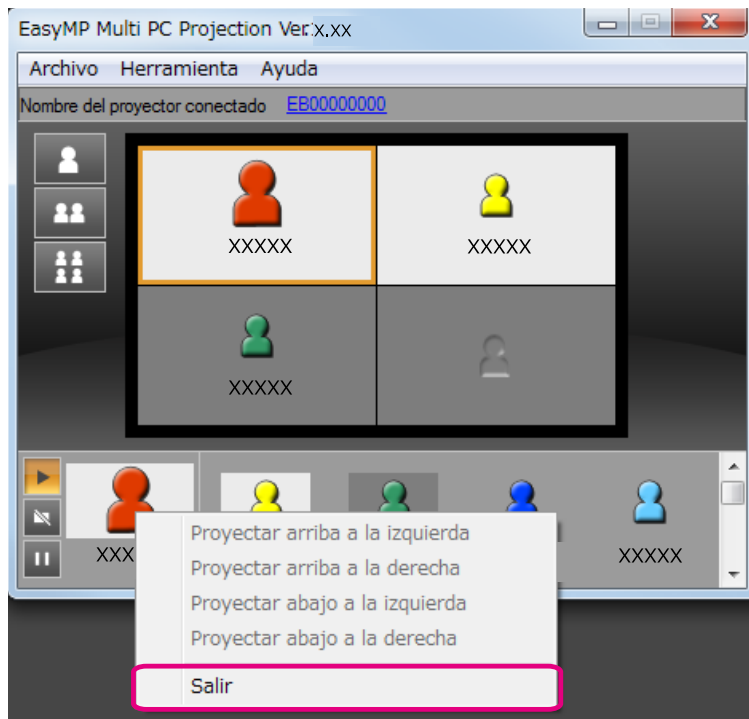 EasyMP Multi PC Projection Ver.x.xx
Archivo Herramienta Ayuda
Nombre del proyector conectado EB00000000
XXXXX XXXXX
XXXXX
XXX XXXXX
Proyectar arriba a la izquierda
Proyectar arriba a la derecha
Proyectar abajo a la izquierda
Proyectar abajo a la derecha
Salir